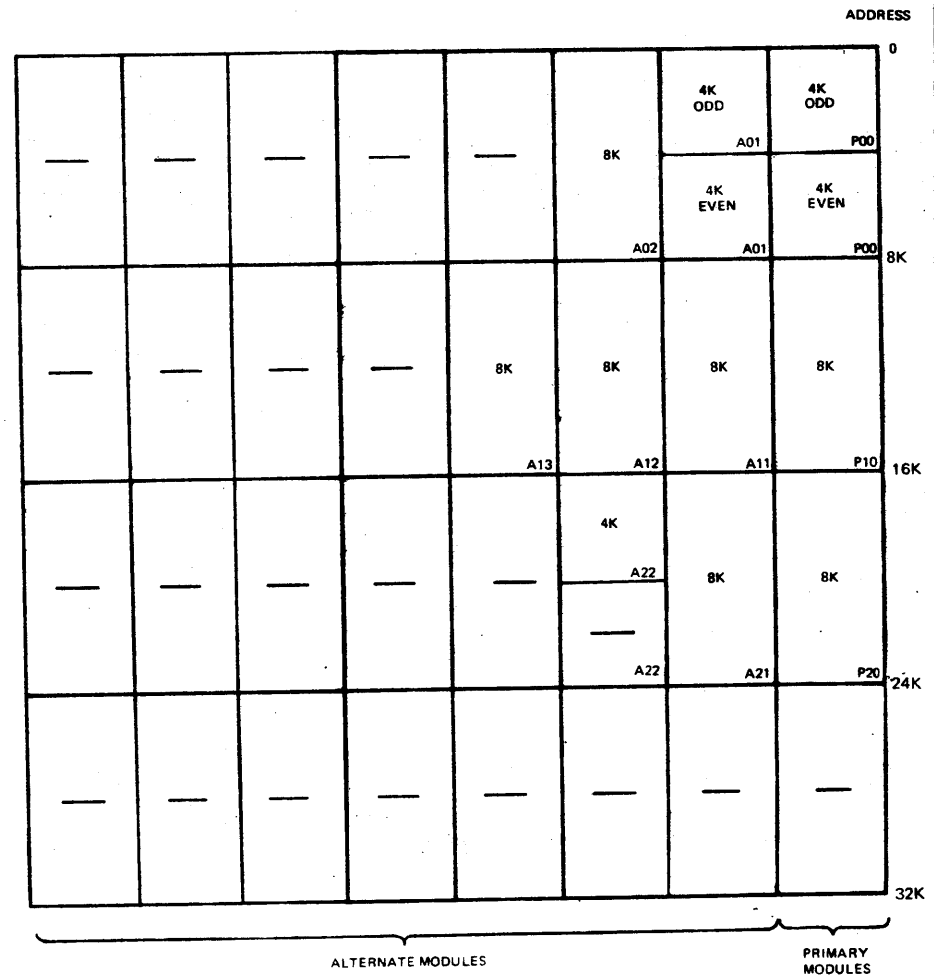 ADDRESS
0
4K
ODD
4K
ODD
A01
P00
8K
4K
EVEN
4K
EVEN
A02
A01
P00
8K
8K
8K
8K
8K
A13
A12
A11
P10
16K
4K
A22
8K
8K
A22
A21
P20
24K
32K
ALTERNATE MODULES
PRIMARY
MODULES